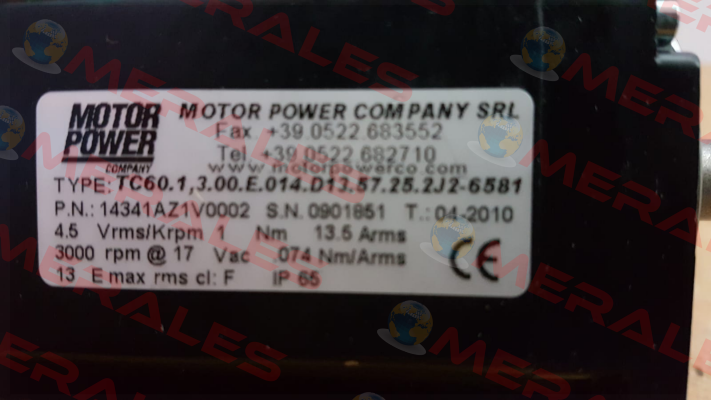 MOTOR POWER COMPANY
MOTOR POWER COMPANY SRL
Fax +39 0522 683552
Tel +39 0522 682710
www.motorpowerco.com
TYPE: TC60.1,3.00.E.014.D13.57.25.2J2-6581
P.N.: 14341AZ1V0002 S.N. 0901851 T.: 04-2010
4.5 Vrms/Krpm 1 Nm 13.5 Arms
3000 rpm @ 17 Vac .074 Nm/Arms
13 E max rms cl: F IP 65
CE
MERALES